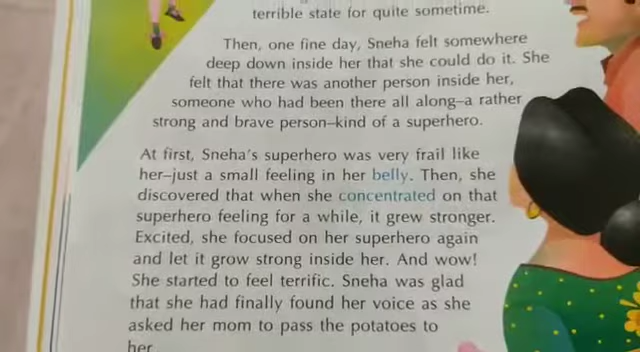 terrible state for quite sometime.
Then, one fine day, Sneha felt somewhere
deep down inside her that she could do it. She
felt that there was another person inside her,
someone who had been there all along–a rather
strong and brave person–kind of a superhero.
At first, Sneha's superhero was very frail like
her–just a small feeling in her belly. Then, she
discovered that when she concentrated on that
superhero feeling for a while, it grew stronger.
Excited, she focused on her superhero again
and let it grow strong inside her. And wow!
She started to feel terrific. Sneha was glad
that she had finally found her voice as she
asked her mom to pass the potatoes to
her.